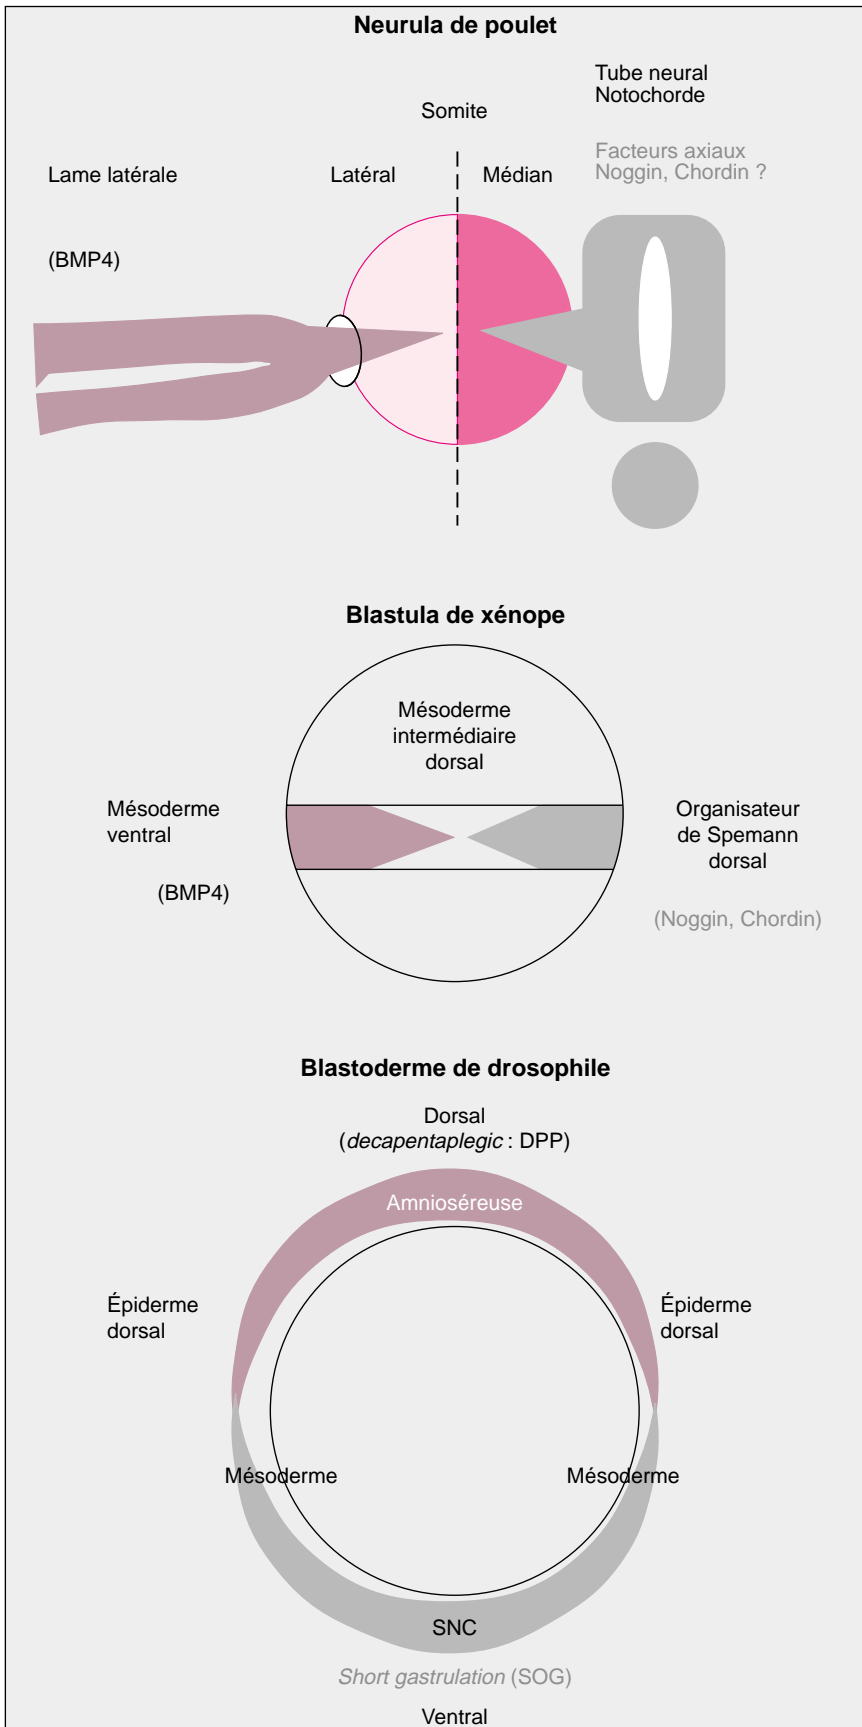 Neurula de poulet
Tube neural
Notochorde
Somite
Facteurs axiaux
Noggin, Chordin ?
Lame latérale
Latéral
Médian
(BMP4)
Blastula de xénope
Mésoderme
intermédiaire
dorsal
Mésoderme
ventral
Organisateur
de Spemann
dorsal
(BMP4)
(Noggin, Chordin)
Blastoderme de drosophile
Dorsal
(decapentaplegic : DPP)
Amnioséreuse
Épiderme
dorsal
Épiderme
dorsal
Mésoderme
Mésoderme
SNC
Short gastrulation (SOG)
Ventral